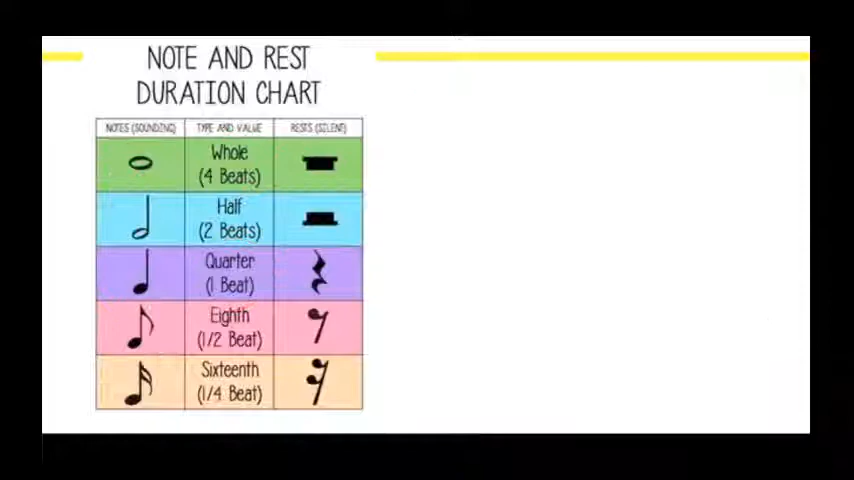 NOTE AND REST
DURATION CHART
NOTES (SOUNDING) TYPE AND VALUE RESTS (SILENT)
Whole
(4 Beats)
Half
(2 Beats)
Quarter
(1 Beat)
Eighth
(1/2 Beat)
Sixteenth
(1/4 Beat)